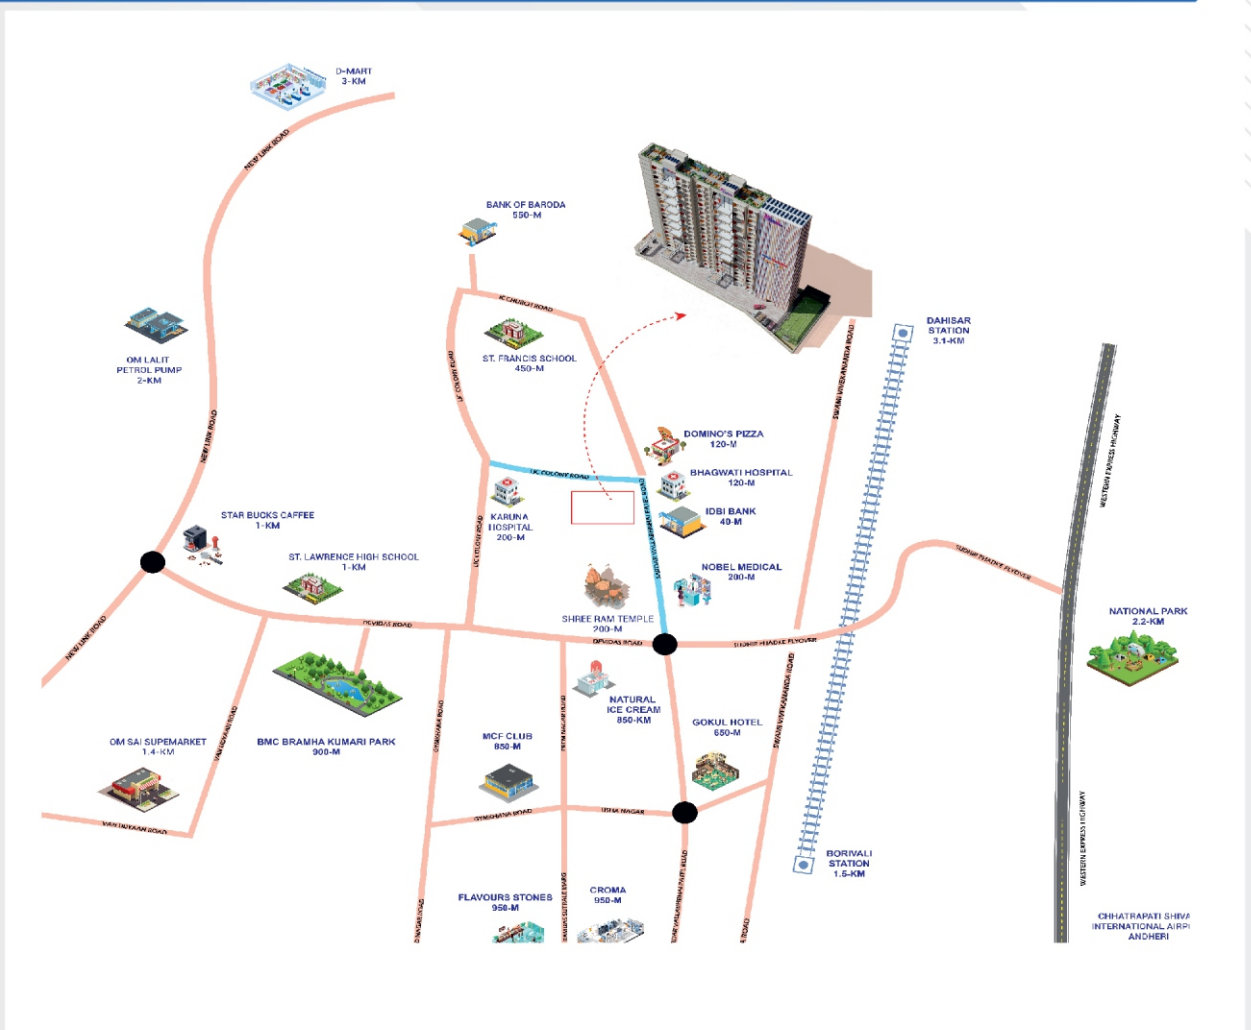 D-MART
3-KM
NEW LINK ROAD
BANK OF BARODA
550-M
IC CHURCH ROAD
ST. FRANCIS SCHOOL
450-M
DAHISAR
STATION
3.1-KM
OM LALIT
PETROL PUMP
2-KM
SWAMI VIVEKANANDA ROAD
NEW LINK ROAD
DOMINO'S PIZZA
120-M
WESTERN EXPRESS HIGHWAY
BHAGWATI HOSPITAL
120-M
KARUNA
HOSPITAL
200-M
IDBI BANK
40-M
STAR BUCKS CAFFEE
1-KM
ST. LAWRENCE HIGH SCHOOL
1-KM
SUDHIR PHADKE FLYOVER
NOBEL MEDICAL
200-M
SHREE RAM TEMPLE
200-M
NATIONAL PARK
2.2-KM
NEW LINK ROAD
DEVIDAS ROAD
DEVIDAS ROAD
SUDHIR PHADKE FLYOVER
NATURAL
ICE CREAM
850-KM
SWAMI VIVEKANANDA ROAD
GOKUL HOTEL
650-M
OM SAI SUPEMARKET
1.4-KM
BMC BRAMHA KUMARI PARK
900-M
MCF CLUB
850-M
USHA NAGAR
WESTERN EXPRESS HIGHWAY
BORIVALI
STATION
1.5-KM
FLAVOURS STONES
950-M
CROMA
950-M
CHHATRAPATI SHIVA
INTERNATIONAL AIRP
ANDHERI